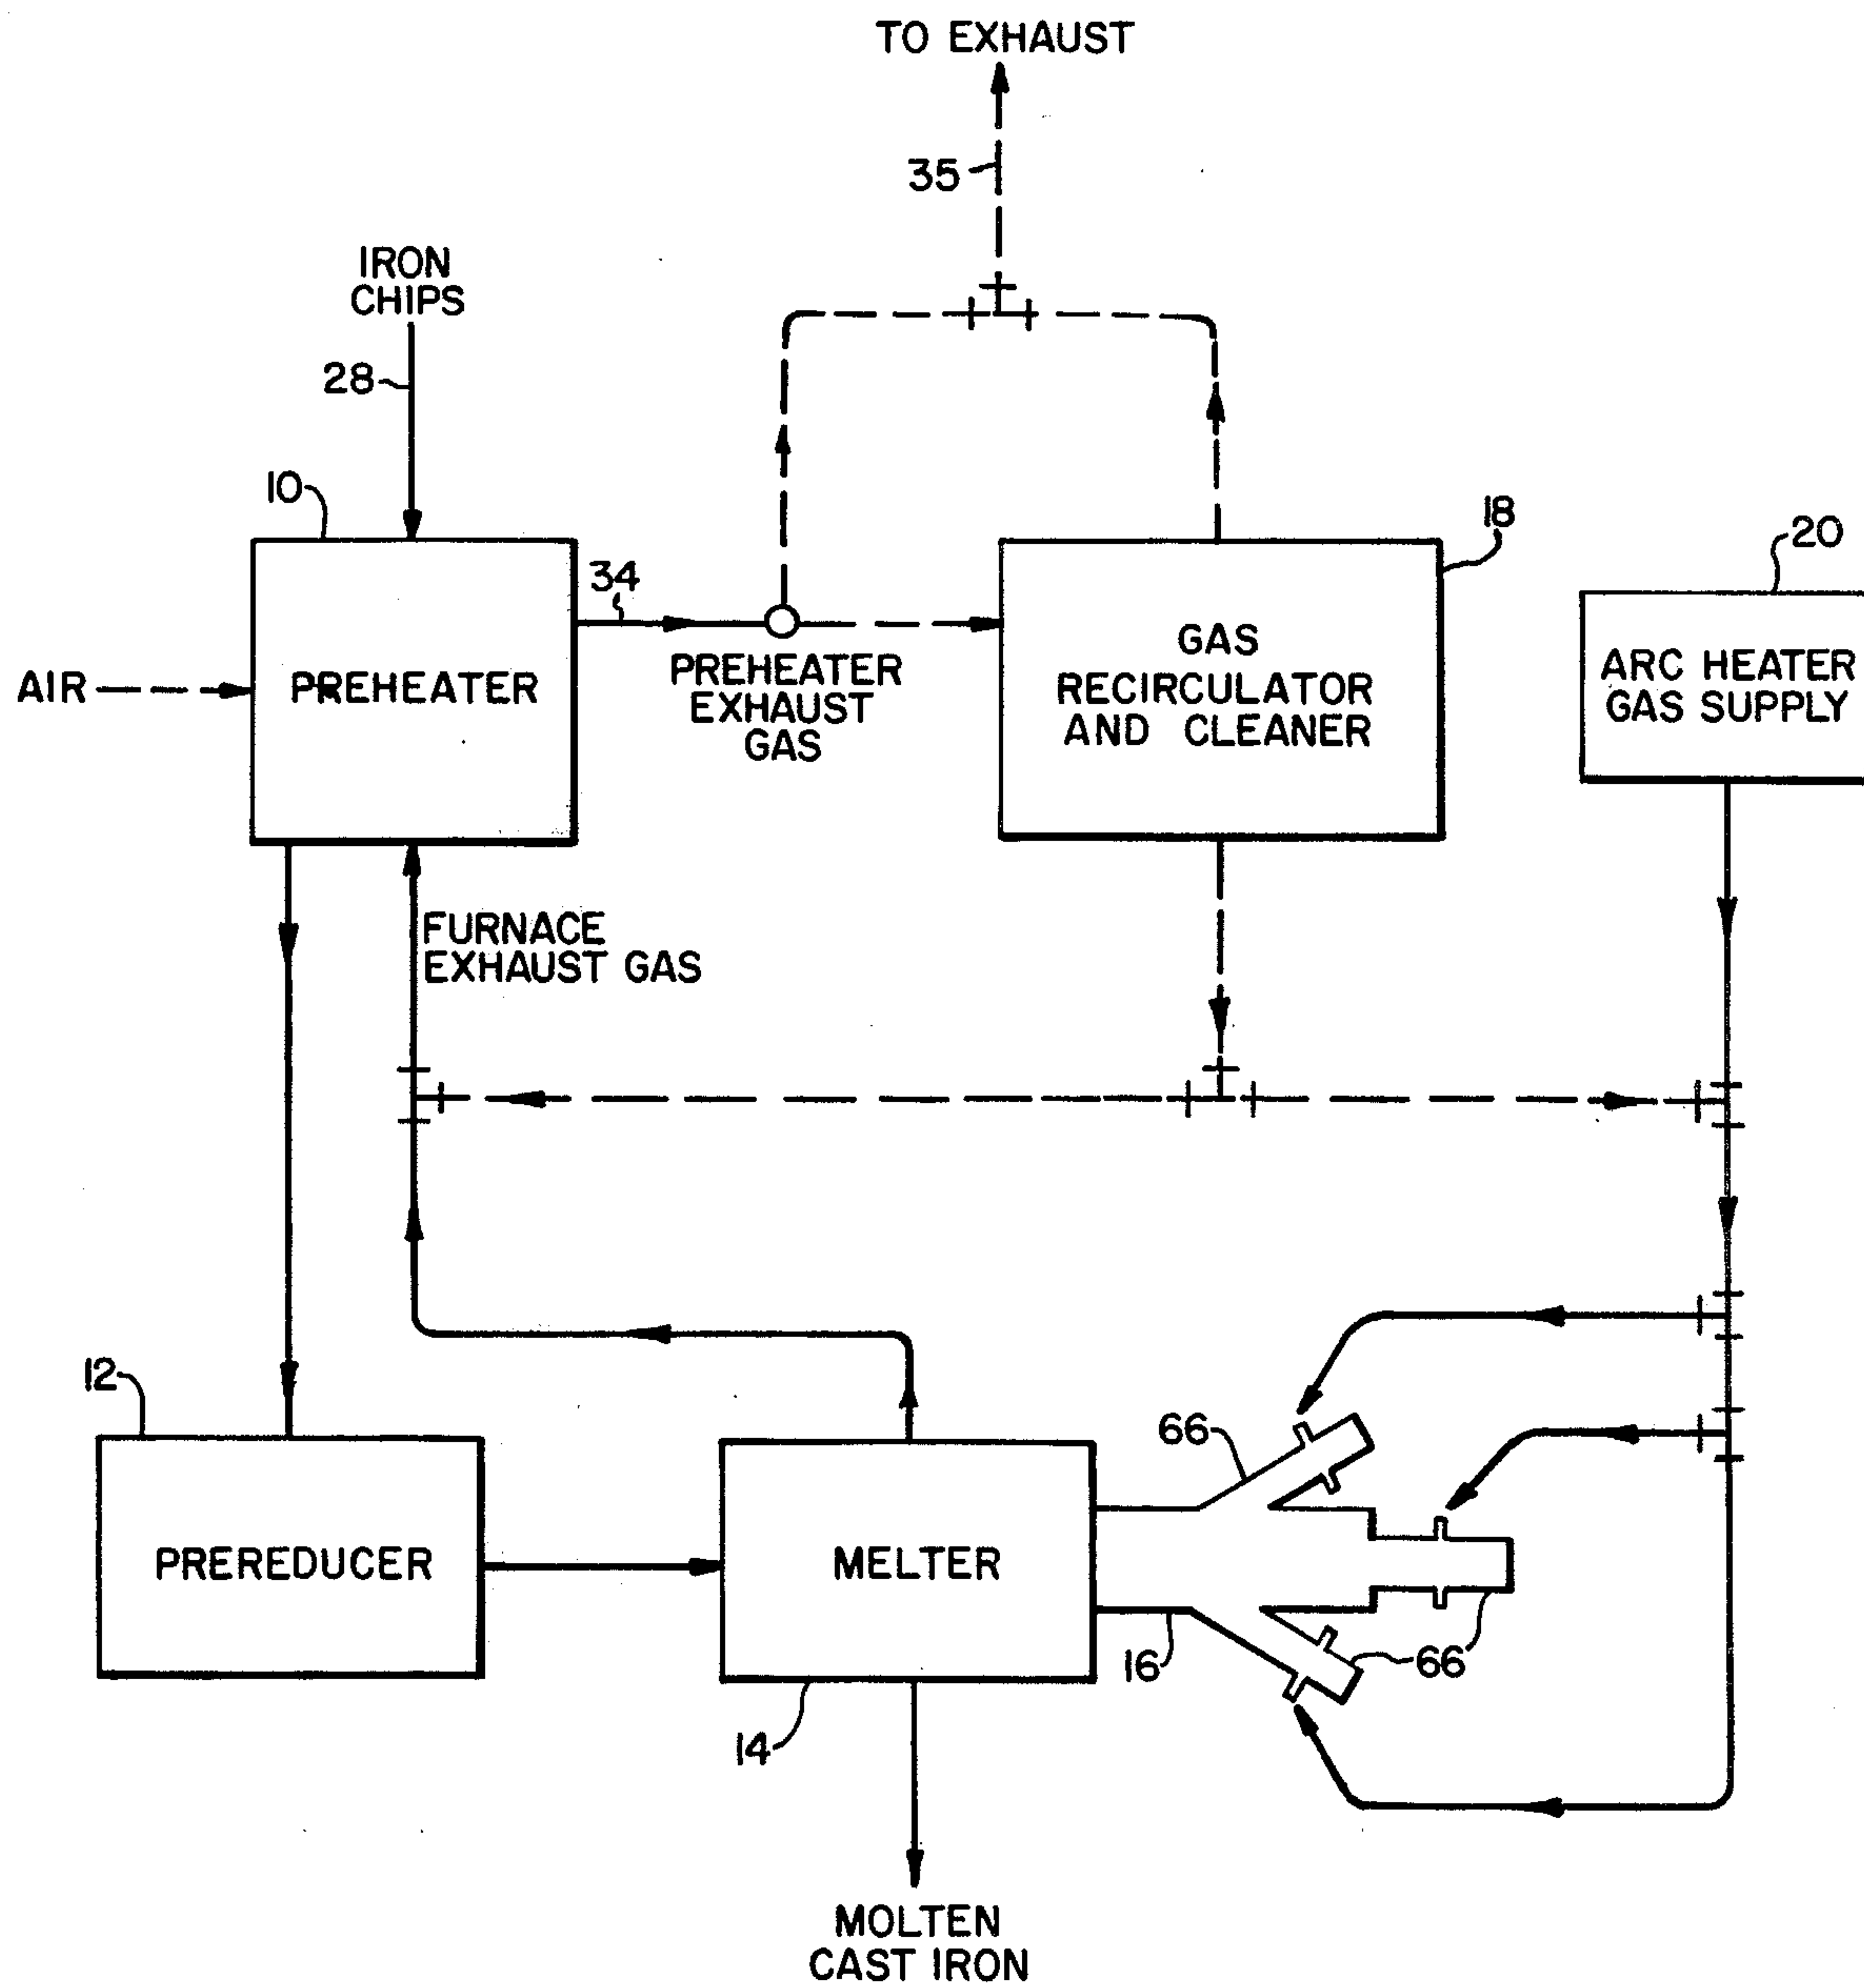 TO EXHAUST
35
IRON
CHIPS
28
10
34
18
20
AIR
PREHEATER
PREHEATER
EXHAUST
GAS
GAS
RECIRCULATOR
AND CLEANER
ARC HEATER
GAS SUPPLY
FURNACE
EXHAUST GAS
12
66
PREREDUCER
MELTER
16
66
14
MOLTEN
CAST IRON